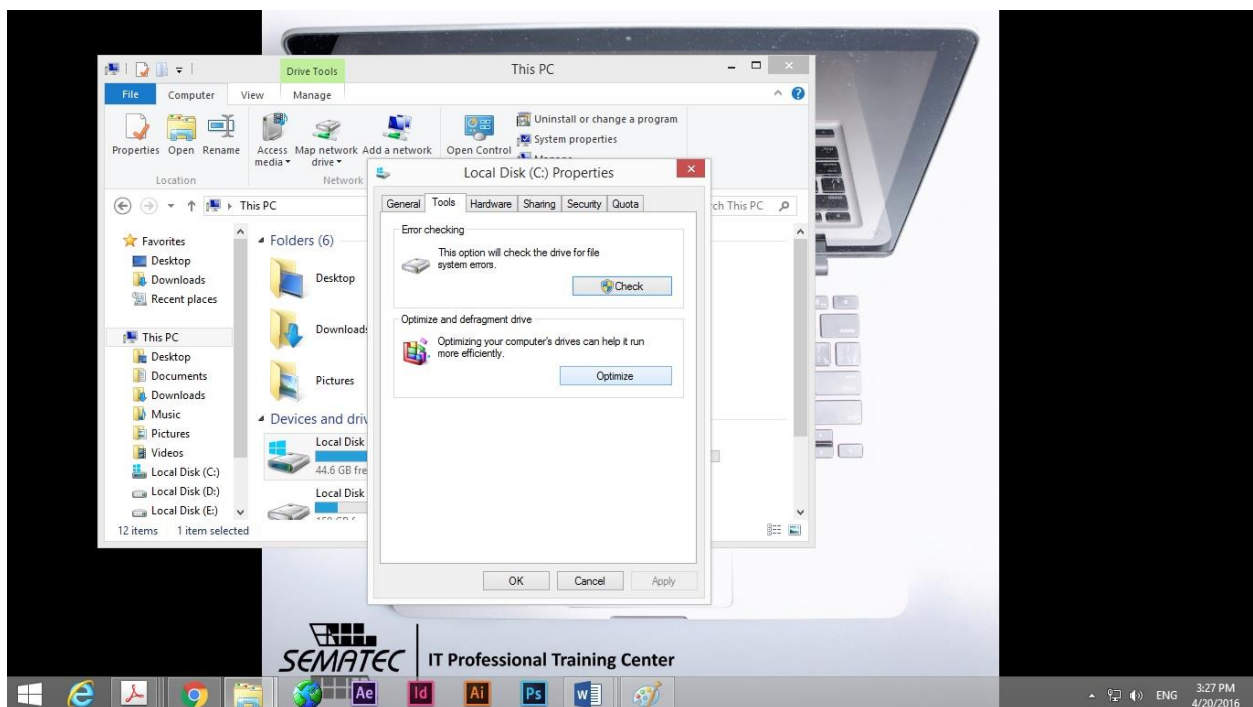 Drive Tools
This PC
File
Computer
View
Manage
Properties
Open
Rename
Access media
Map network drive
Add a network
Open Control
Uninstall or change a program
System properties
Location
Network
This PC
rch This PC
Favorites
Desktop
Downloads
Recent places
This PC
Desktop
Documents
Downloads
Music
Pictures
Videos
Local Disk (C:)
Local Disk (D:)
Local Disk (E:)
Folders (6)
Desktop
Downloads
Pictures
Devices and driv
Local Disk
44.6 GB fre
Local Disk
12 items 1 item selected
Local Disk (C:) Properties
General
Tools
Hardware
Sharing
Security
Quota
Error checking
This option will check the drive for file
system errors.
Check
Optimize and defragment drive
Optimizing your computer's drives can help it run
more efficiently.
Optimize
OK
Cancel
Apply
SEMATEC
IT Professional Training Center
Ae
Id
Ai
Ps
W
ENG
3:27 PM
4/20/2016